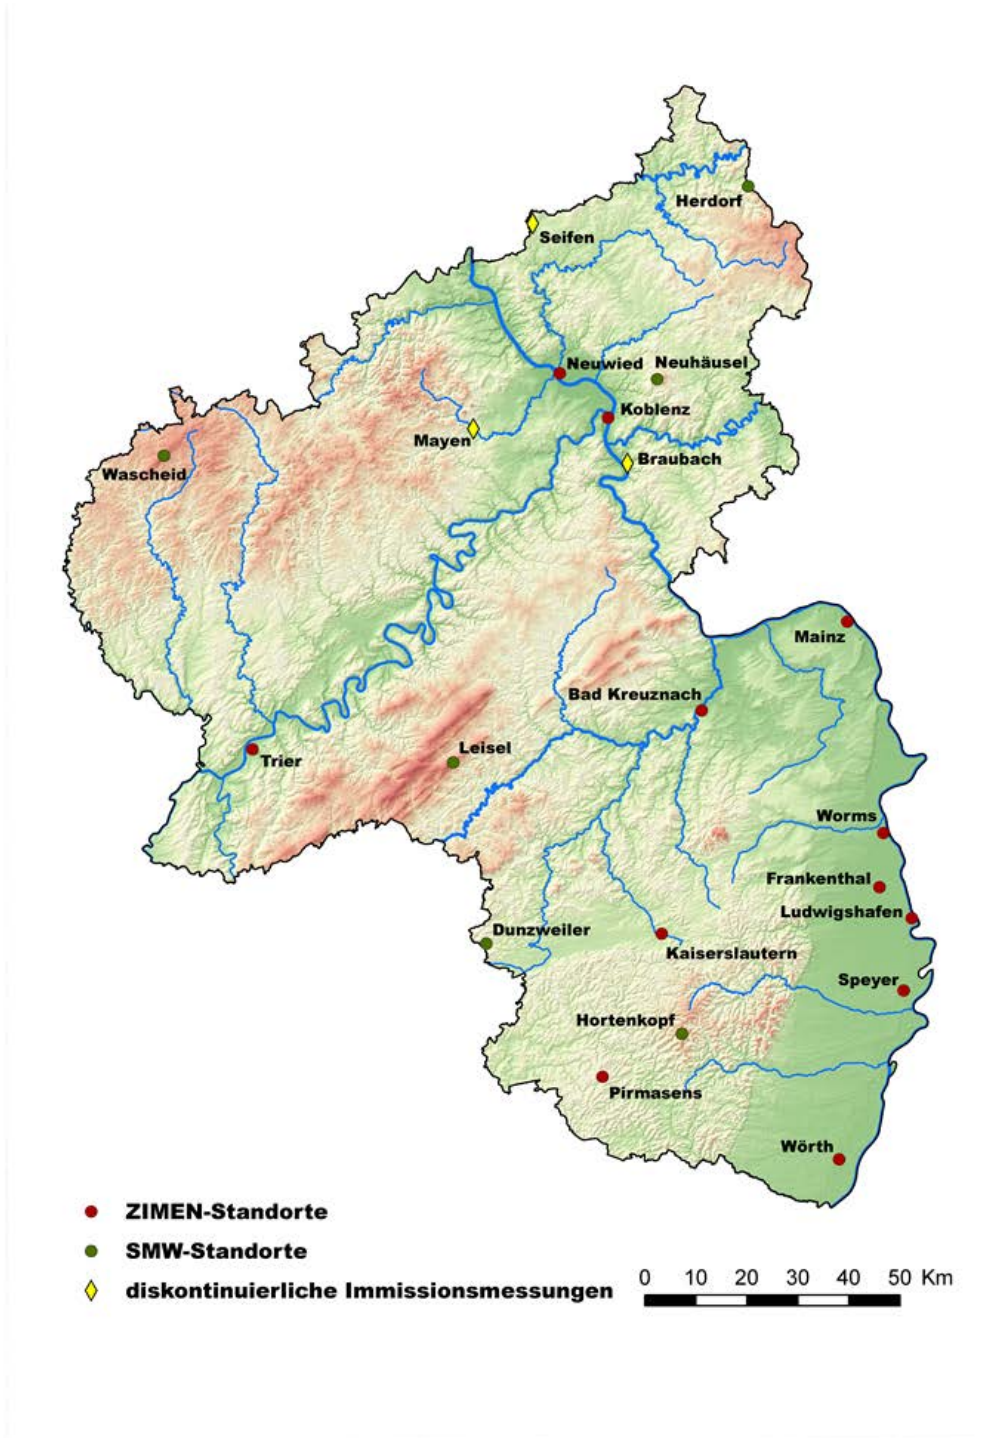 Herdorf
Seifen
Neuwied
Neuhäusel
Koblenz
Mayen
Braubach
Wascheid
Mainz
Bad Kreuznach
Leisel
Trier
Worms
Frankenthal
Ludwigshafen
Dunzweiler
Kaiserslautern
Speyer
Hortenkopf
Pirmasens
Wörth
ZIMEN-Standorte
SMW-Standorte
diskontinuierliche Immissionsmessungen
0 10 20 30 40 50 Km